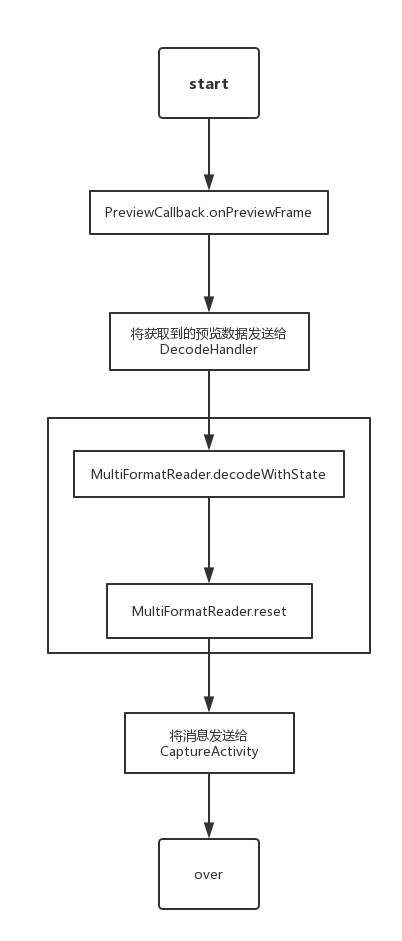 start
PreviewCallback.onPreviewFrame
将获取到的预览数据发送给
DecodeHandler
MultiFormatReader.decodeWithState
MultiFormatReader.reset
将消息发送给
CaptureActivity
over